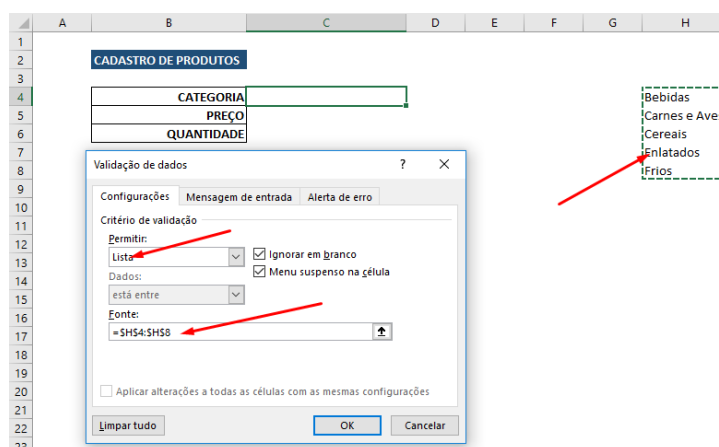 A B C D E F G H
1
2 CADASTRO DE PRODUTOS
3
4 CATEGORIA Bebidas
5 PREÇO Carnes e Aves
6 QUANTIDADE Cereais
7 Enlatados
8 Frios
9
10
11
12
13
14
15
16
17
18
19
20
21
22
23
Validação de dados ? X
Configurações Mensagem de entrada Alerta de erro
Critério de validação
Permitir:
Lista Ignorar em branco
Menu suspenso na célula
Dados:
está entre
Fonte:
=$H$4:$H$8
Aplicar alterações a todas as células com as mesmas configurações
Limpar tudo OK Cancelar